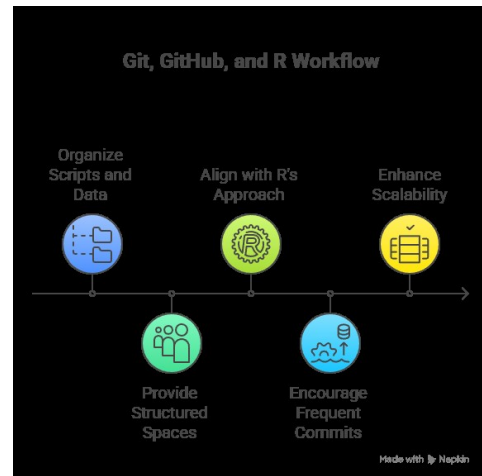 Git, GitHub, and R Workflow
Organize
Scripts and
Data
Align with R's
Approach
Enhance
Scalability
R
Provide
Structured
Spaces
Encourage
Frequent
Commits
Made with Napkin